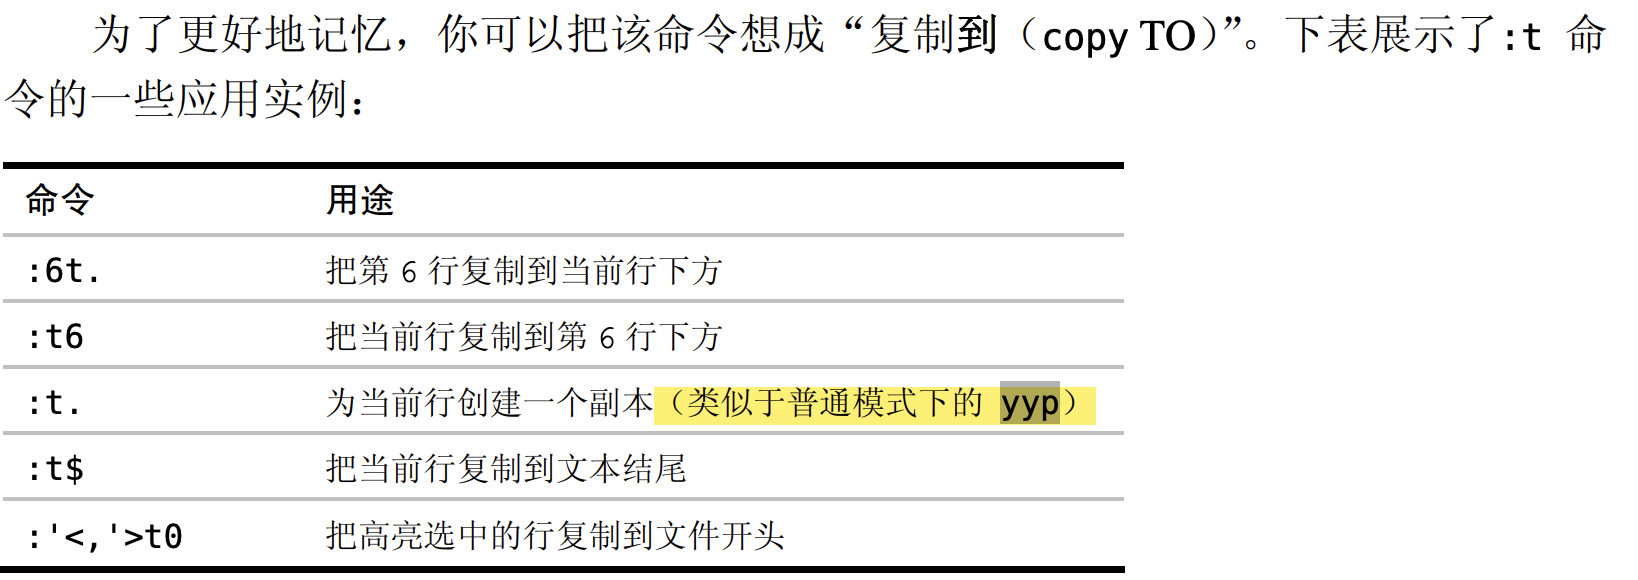 为了更好地记忆，你可以把该命令想成“复制到（copy TO）”。下表展示了:t 命
令的一些应用实例：
命令 用途
:6t. 把第 6 行复制到当前行下方
:t6 把当前行复制到第 6 行下方
:t. 为当前行创建一个副本（类似于普通模式下的 yyp）
:t$ 把当前行复制到文本结尾
:'<,'>t0 把高亮选中的行复制到文件开头